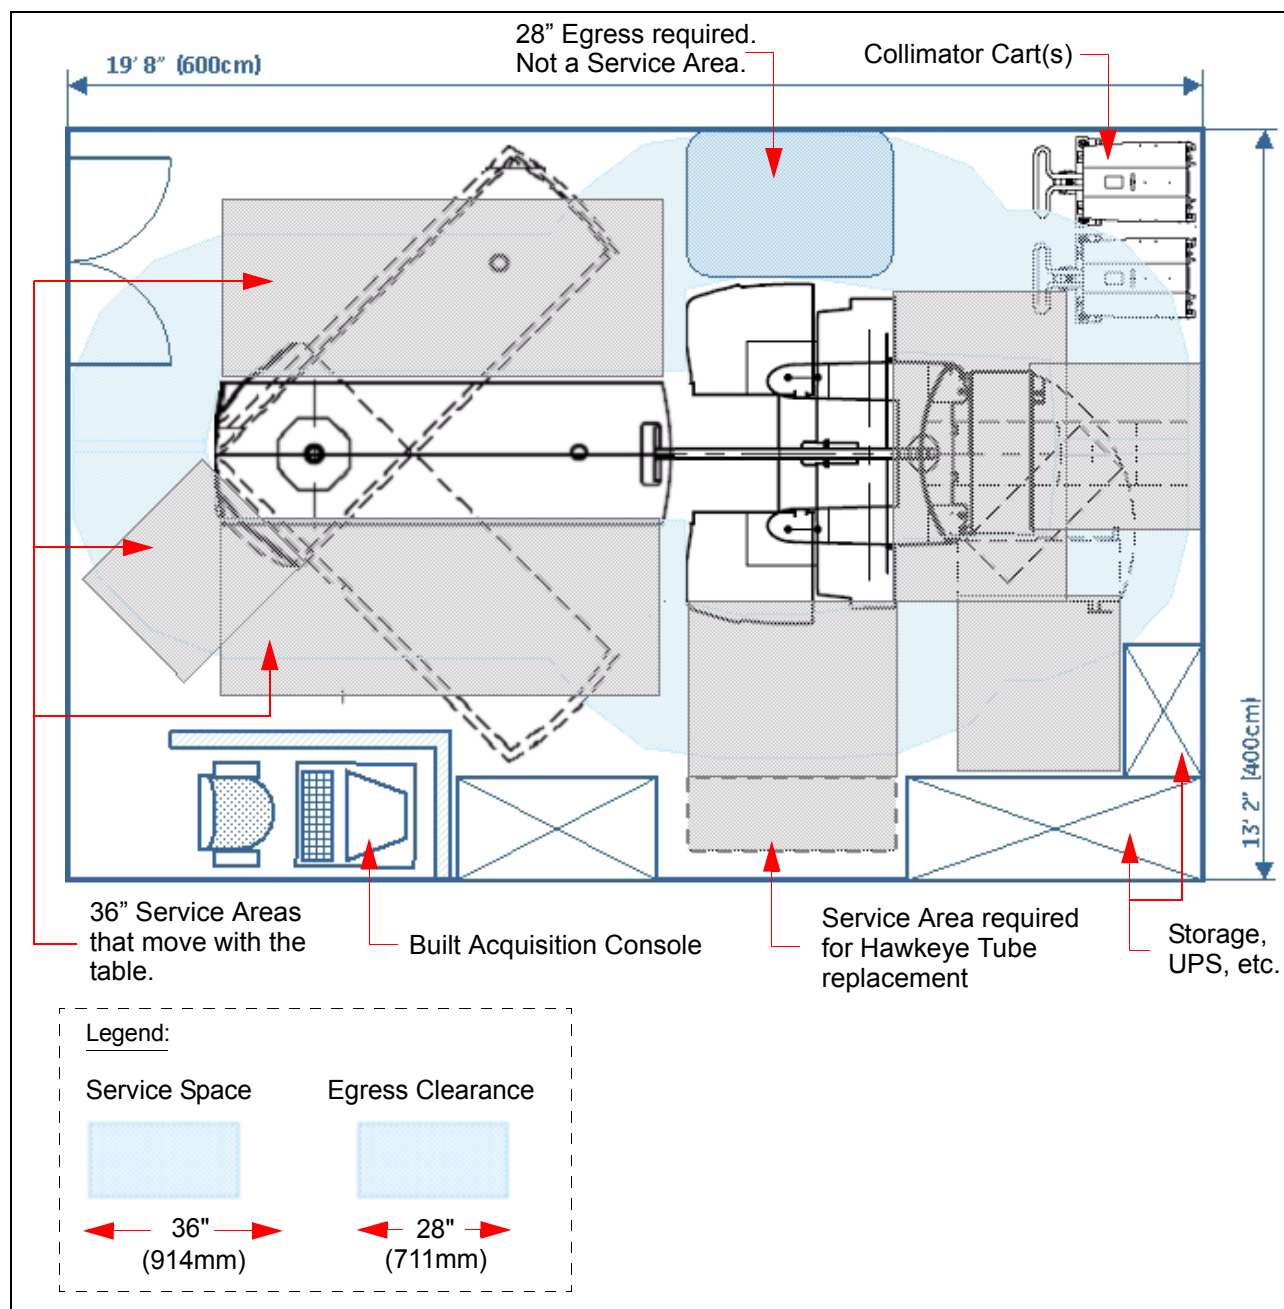 28” Egress required.
Not a Service Area.
Collimator Cart(s)
19' 8" (600cm)
13' 2" (400cm)
36” Service Areas
that move with the
table.
Built Acquisition Console
Service Area required
for Hawkeye Tube
replacement
Storage,
UPS, etc.
Legend:
Service Space
Egress Clearance
36"
(914mm)
28"
(711mm)